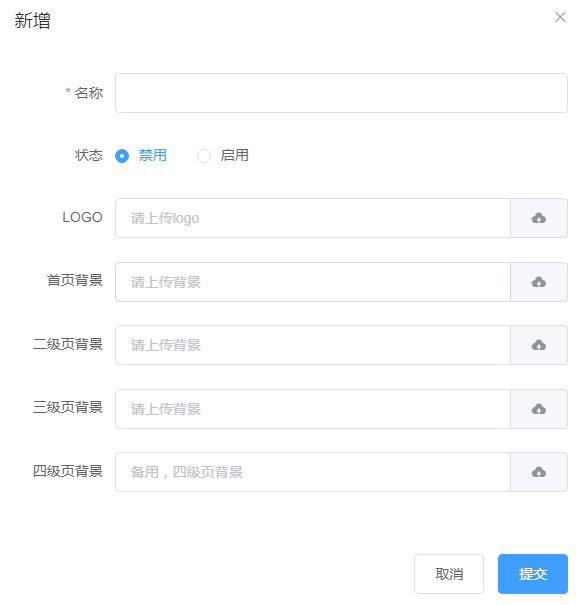 新增
* 名称
状态 禁用 启用
LOGO 请上传logo
首页背景 请上传背景
二级页背景 请上传背景
三级页背景 请上传背景
四级页背景 备用，四级页背景
取消 提交